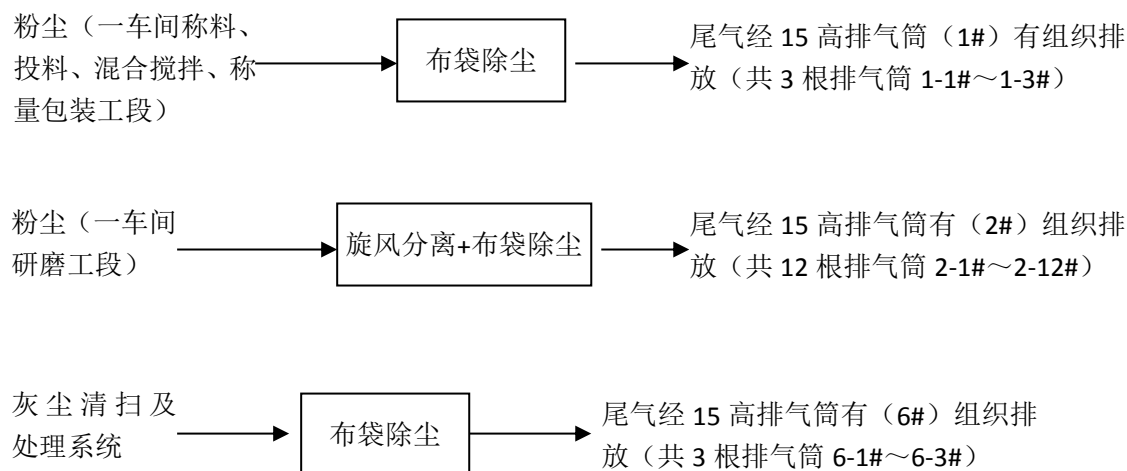 粉尘（一车间称料、
投料、混合搅拌、称
量包装工段）
布袋除尘
尾气经 15 高排气筒（1#）有组织排
放（共 3 根排气筒 1-1#～1-3#）
粉尘（一车间
研磨工段）
旋风分离+布袋除尘
尾气经 15 高排气筒有（2#）组织排
放（共 12 根排气筒 2-1#～2-12#）
灰尘清扫及
处理系统
布袋除尘
尾气经 15 高排气筒有（6#）组织排
放（共 3 根排气筒 6-1#～6-3#）